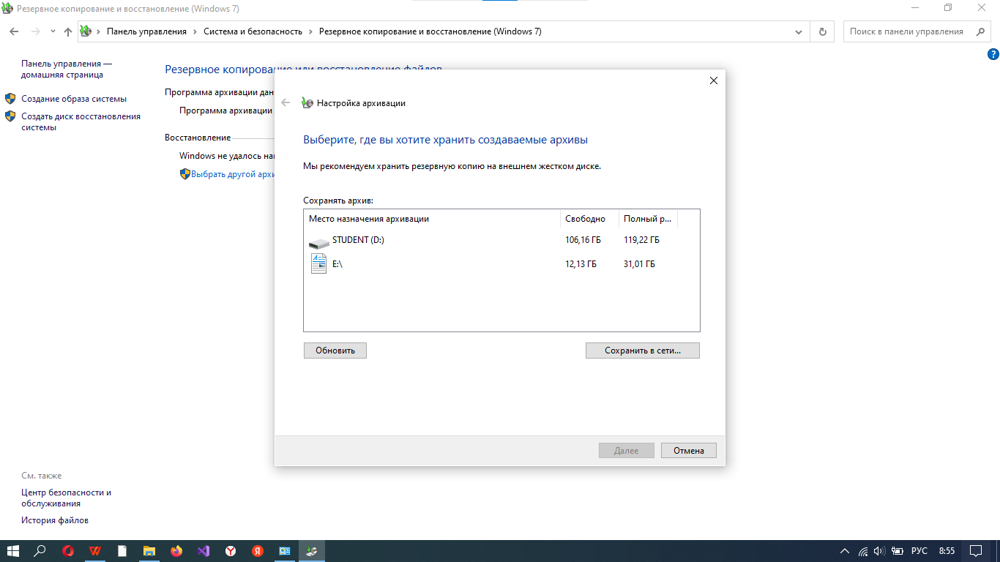 Резервное копирование и восстановление (Windows 7)
Панель управления
Система и безопасность
Резервное копирование и восстановление (Windows 7)
Поиск в панели управления
?
Панель управления —
домашняя страница
Создание образа системы
Создать диск восстановления
системы
Резервное копирование или восстановление файлов
Программа архивации дан
Программа архивации
Восстановление
Windows не удалось на
Выбрать другой архи
Настройка архивации
Выберите, где вы хотите хранить создаваемые архивы
Мы рекомендуем хранить резервную копию на внешнем жестком диске.
Сохранять архив:
Место назначения архивации Свободно Полный р...
STUDENT (D:) 106,16 ГБ 119,22 ГБ
E:\ 12,13 ГБ 31,01 ГБ
Обновить
Сохранить в сети...
Далее
Отмена
См. также
Центр безопасности и
обслуживания
История файлов
РУС
8:55